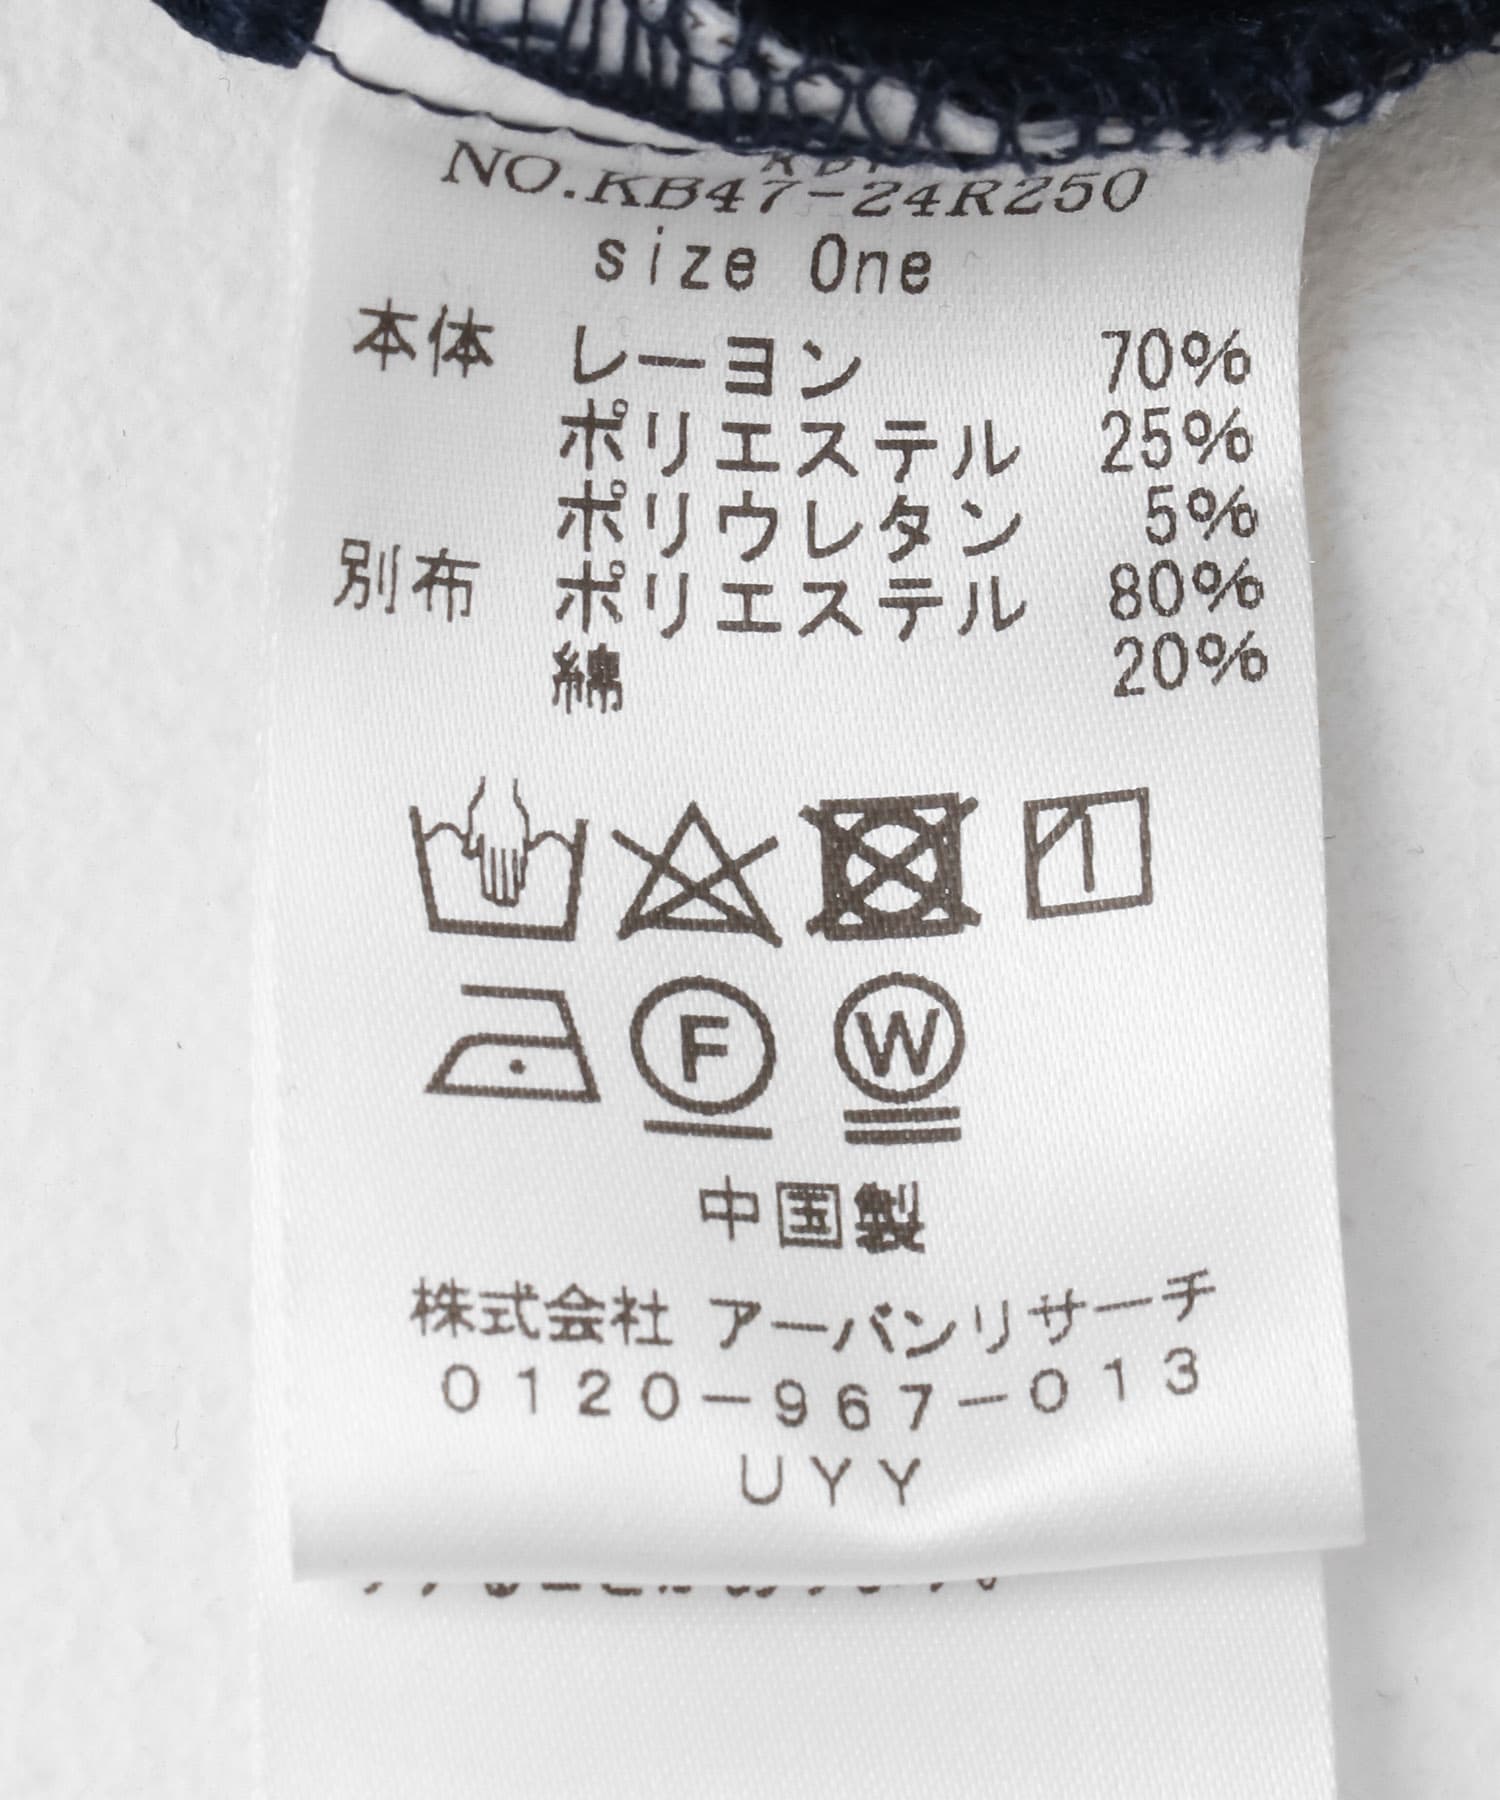 NO.KB47-24R250
size One
本体 レーヨン 70%
ポリエステル 25%
ポリウレタン 5%
別布 ポリエステル 80%
綿 20%
F W
中国製
株式会社 アーバンリサーチ
0120-967-013
UYY